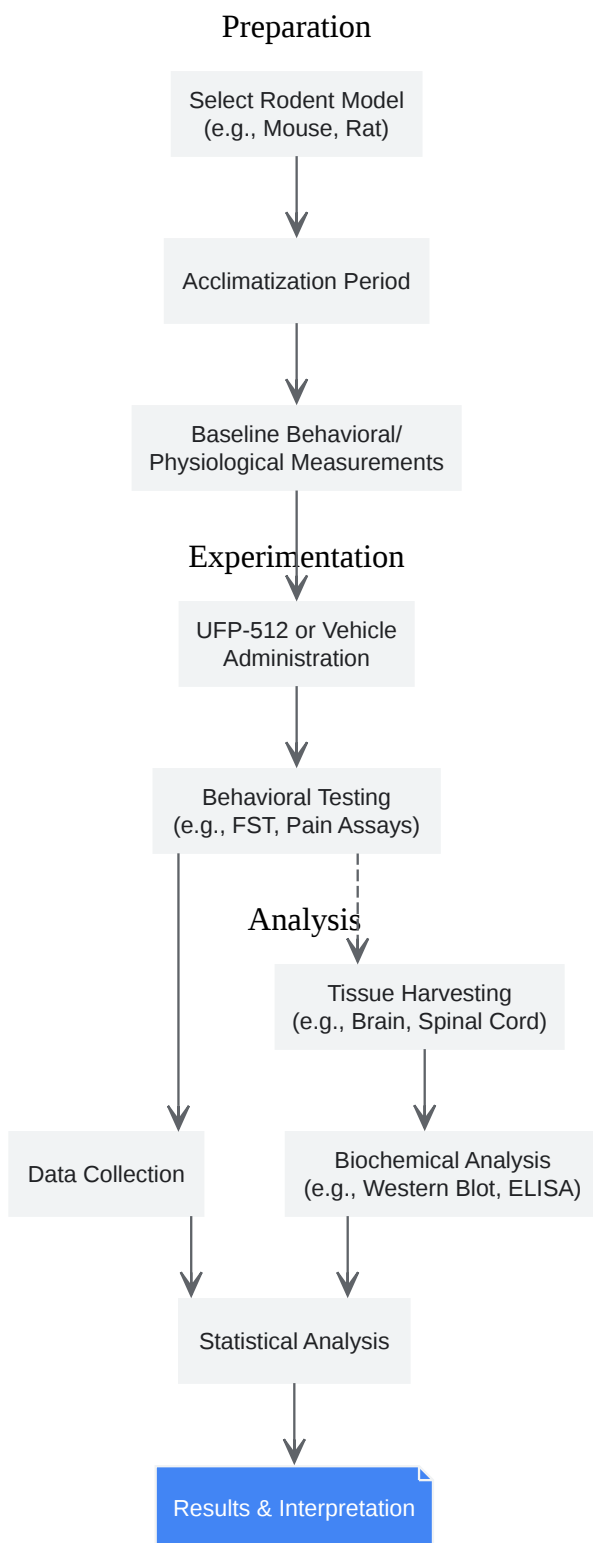 Preparation
Select Rodent Model
(e.g., Mouse, Rat)
Acclimatization Period
Baseline Behavioral/
Physiological Measurements
Experimentation
UFP-512 or Vehicle
Administration
Behavioral Testing
(e.g., FST, Pain Assays)
Analysis
Tissue Harvesting
(e.g., Brain, Spinal Cord)
Data Collection
Biochemical Analysis
(e.g., Western Blot, ELISA)
Statistical Analysis
Results & Interpretation